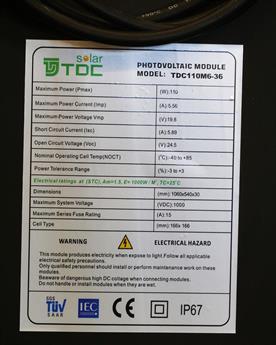 solar
TDC
PHOTOVOLTAIC MODULE
MODEL: TDC110M6-36
Maximum Power (Pmax) (W):110
Maximum Power Current (Imp) (A):5.56
Maximum Power Voltage Vmp (V):19.8
Short Circuit Current (Isc) (A):5.89
Open Circuit Voltage (Voc) (V):24.5
Nominal Operating Cell Temp(NOCT) (°C):-40 to +85
Power Tolerance Range (%):-3 to +3
Electrical ratings at (STC), Am=1.5, E= 1000W / M², TC=25°C
Dimensions (mm):1060x540x30
Maximum System Voltage (VDC):1000
Maximum Series Fuse Rating (A):15
Cell Type (mm):166 x 166
WARNING ELECTRICAL HAZARD
This module produces electricity when expose to light.Follow all applicable
electrical safety precautions.
Only qualified personnel should install or perform maintenance work on these
modules.
Beaware of dangerous high DC voltage when connecting module.
Do not handle or install modules when they are wet.
SGS
TÜV
SAAR
IEC
CE
IP67